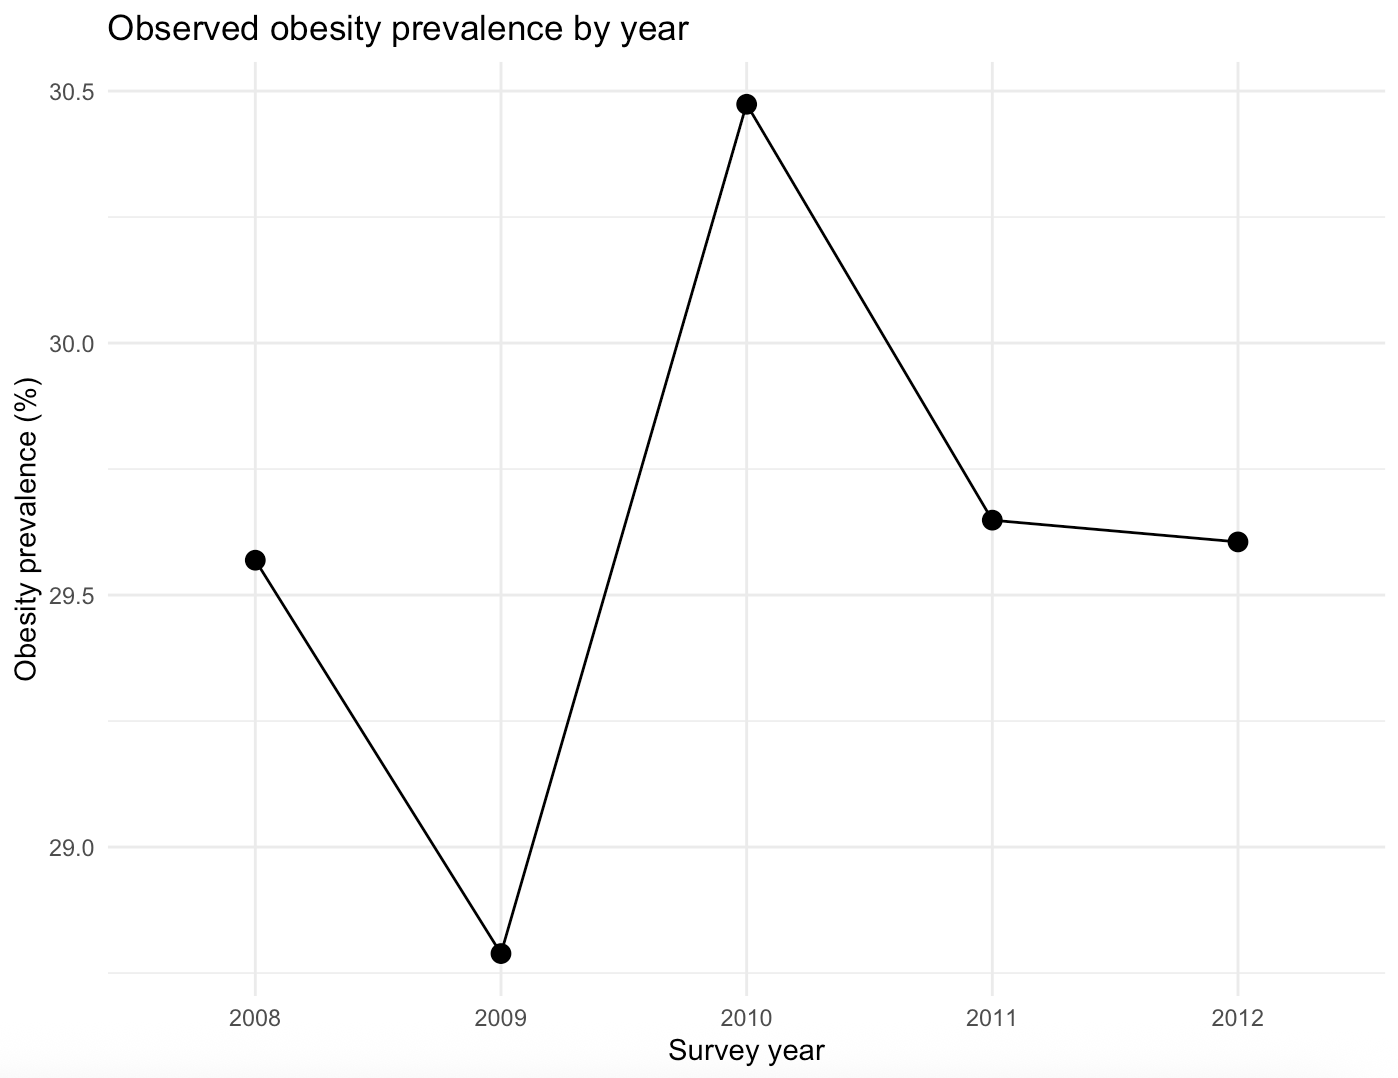 Observed obesity prevalence by year
30.5
30.0
29.5
29.0
Obesity prevalence (%)
2008 2009 2010 2011 2012
Survey year